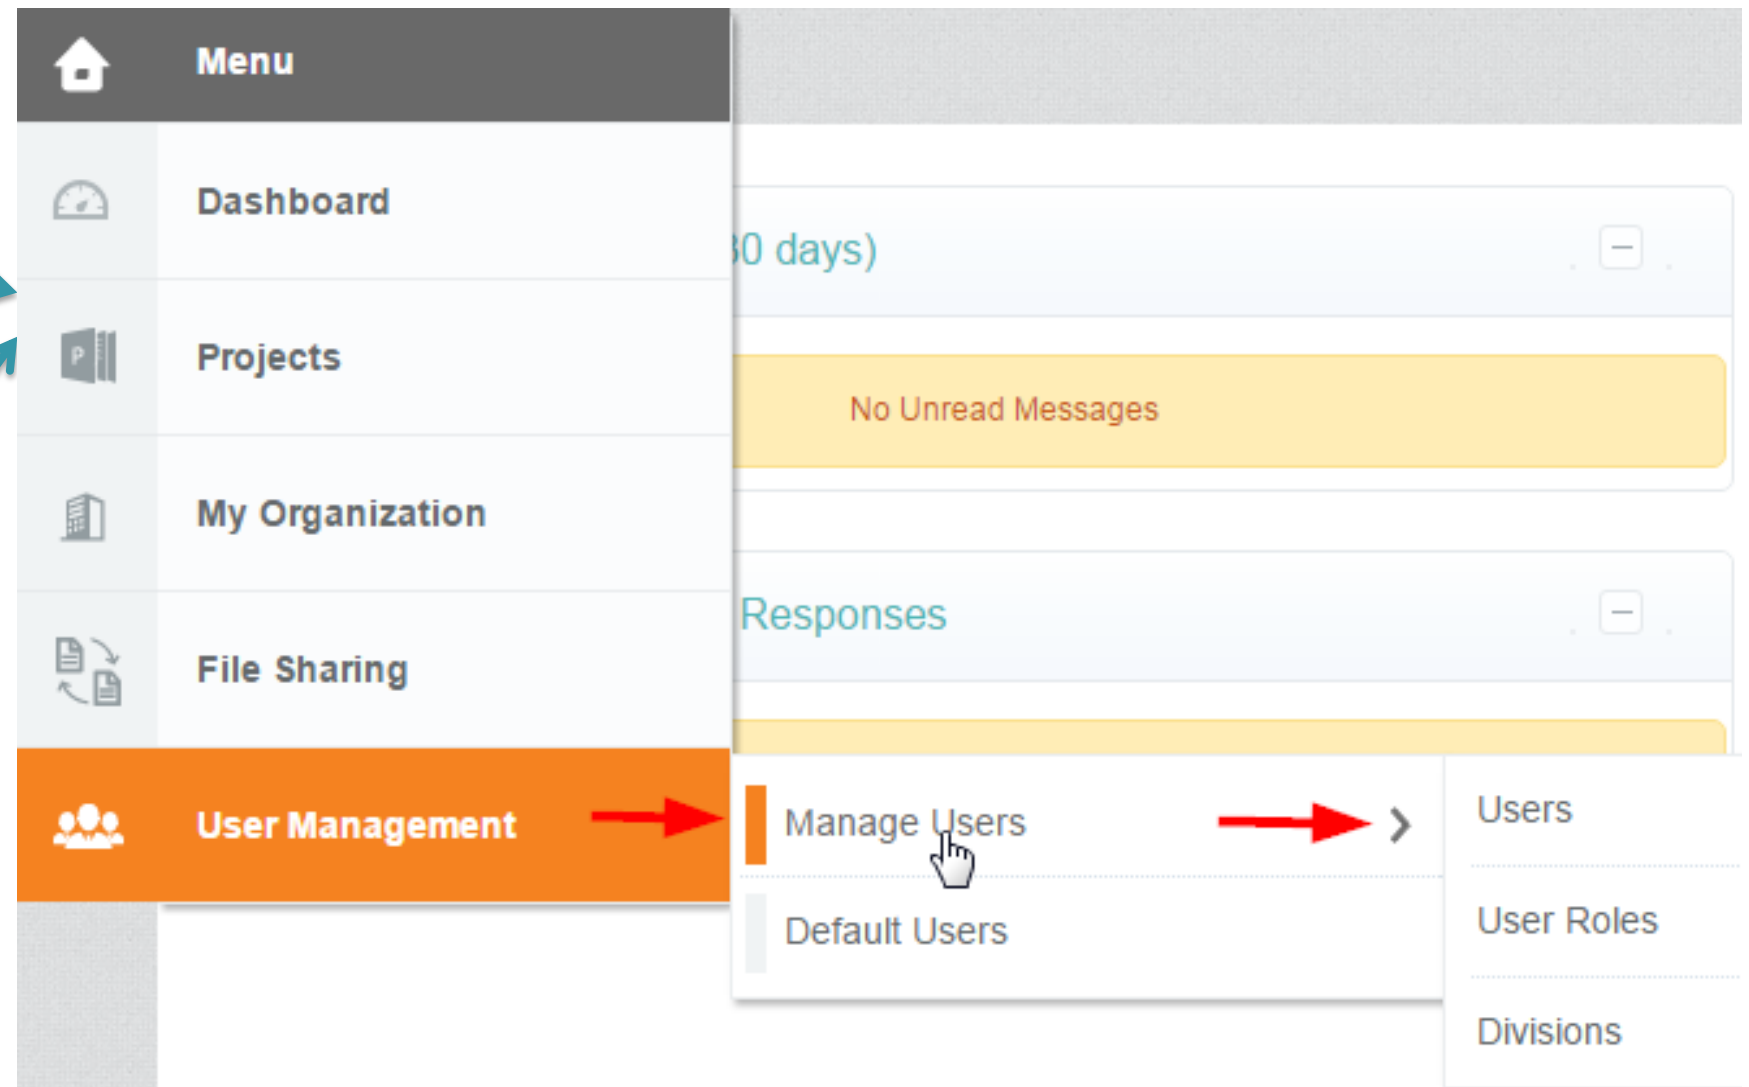 Menu
Dashboard
0 days)
Projects
No Unread Messages
My Organization
Responses
File Sharing
User Management
Manage Users
Users
Default Users
User Roles
Divisions